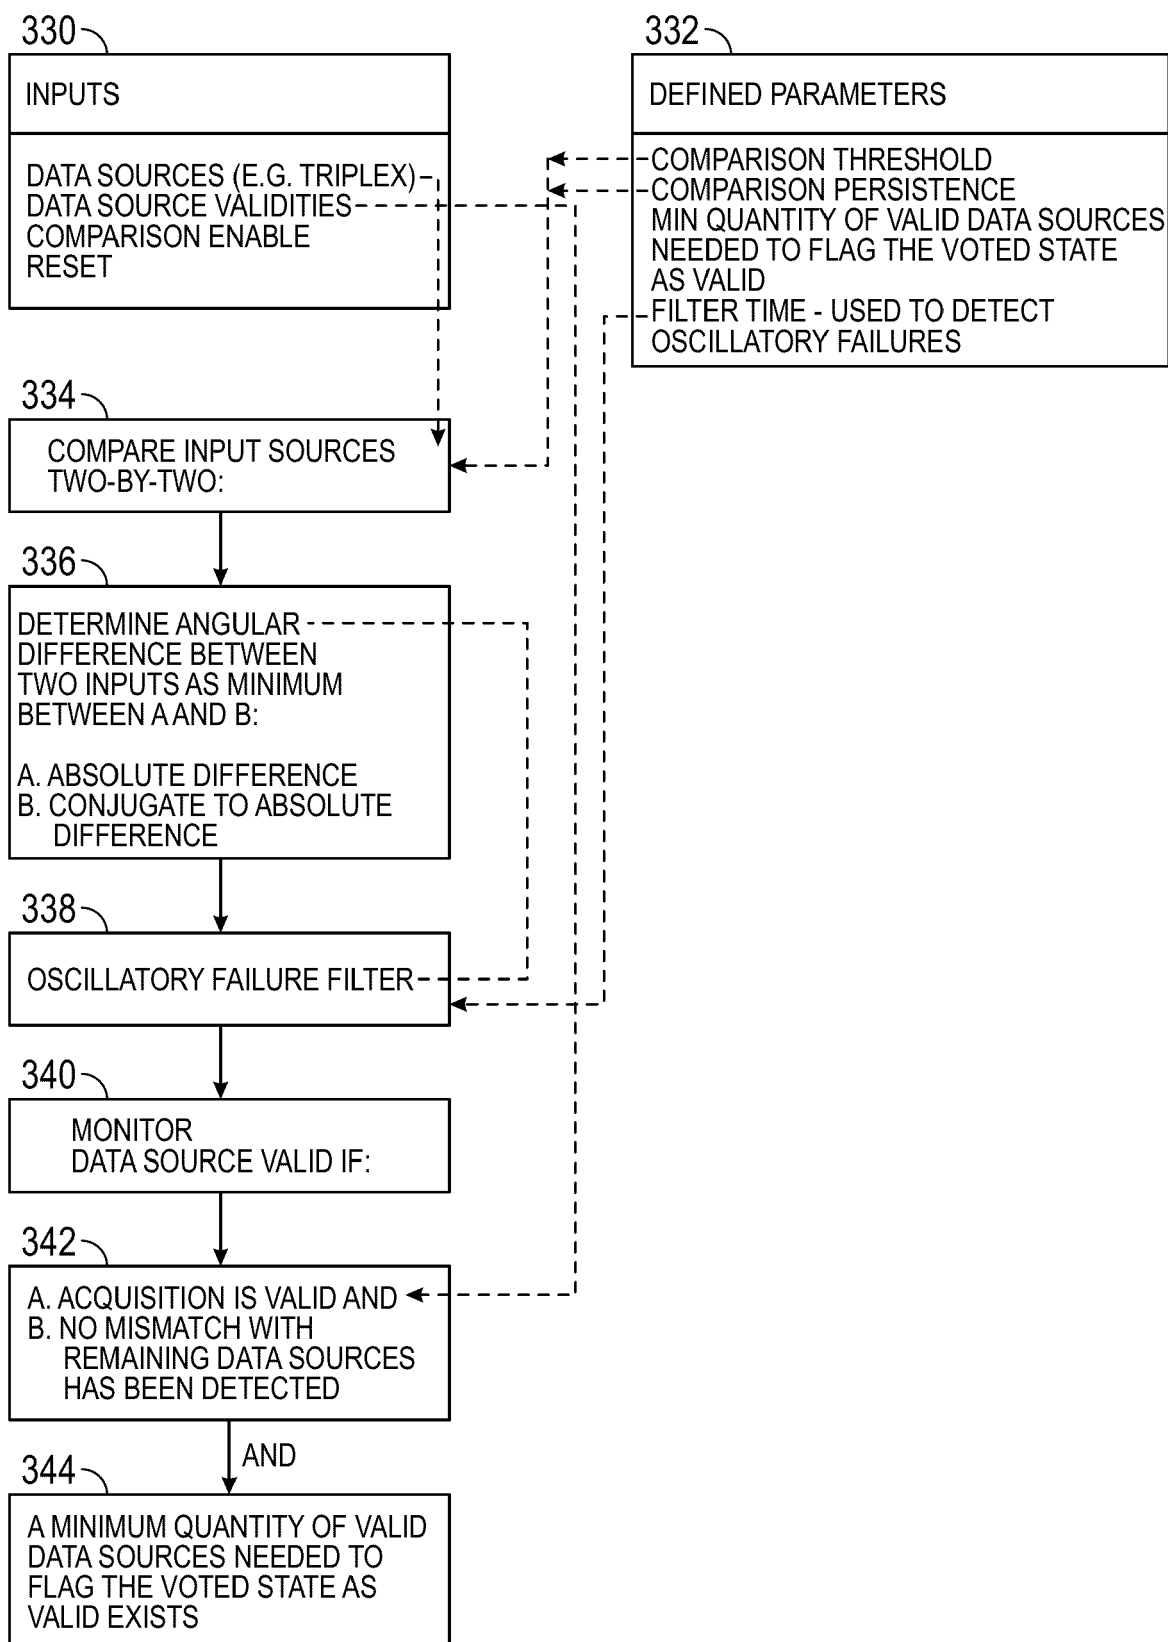 330
INPUTS
DATA SOURCES (E.G. TRIPLEX)
DATA SOURCE VALIDITIES
COMPARISON ENABLE
RESET
332
DEFINED PARAMETERS
COMPARISON THRESHOLD
COMPARISON PERSISTENCE
MIN QUANTITY OF VALID DATA SOURCES
NEEDED TO FLAG THE VOTED STATE
AS VALID
FILTER TIME - USED TO DETECT
OSCILLATORY FAILURES
334
COMPARE INPUT SOURCES
TWO-BY-TWO:
336
DETERMINE ANGULAR
DIFFERENCE BETWEEN
TWO INPUTS AS MINIMUM
BETWEEN A AND B:
A. ABSOLUTE DIFFERENCE
B. CONJUGATE TO ABSOLUTE
DIFFERENCE
338
OSCILLATORY FAILURE FILTER
340
MONITOR
DATA SOURCE VALID IF:
342
A. ACQUISITION IS VALID AND
B. NO MISMATCH WITH
REMAINING DATA SOURCES
HAS BEEN DETECTED
AND
344
A MINIMUM QUANTITY OF VALID
DATA SOURCES NEEDED TO
FLAG THE VOTED STATE AS
VALID EXISTS